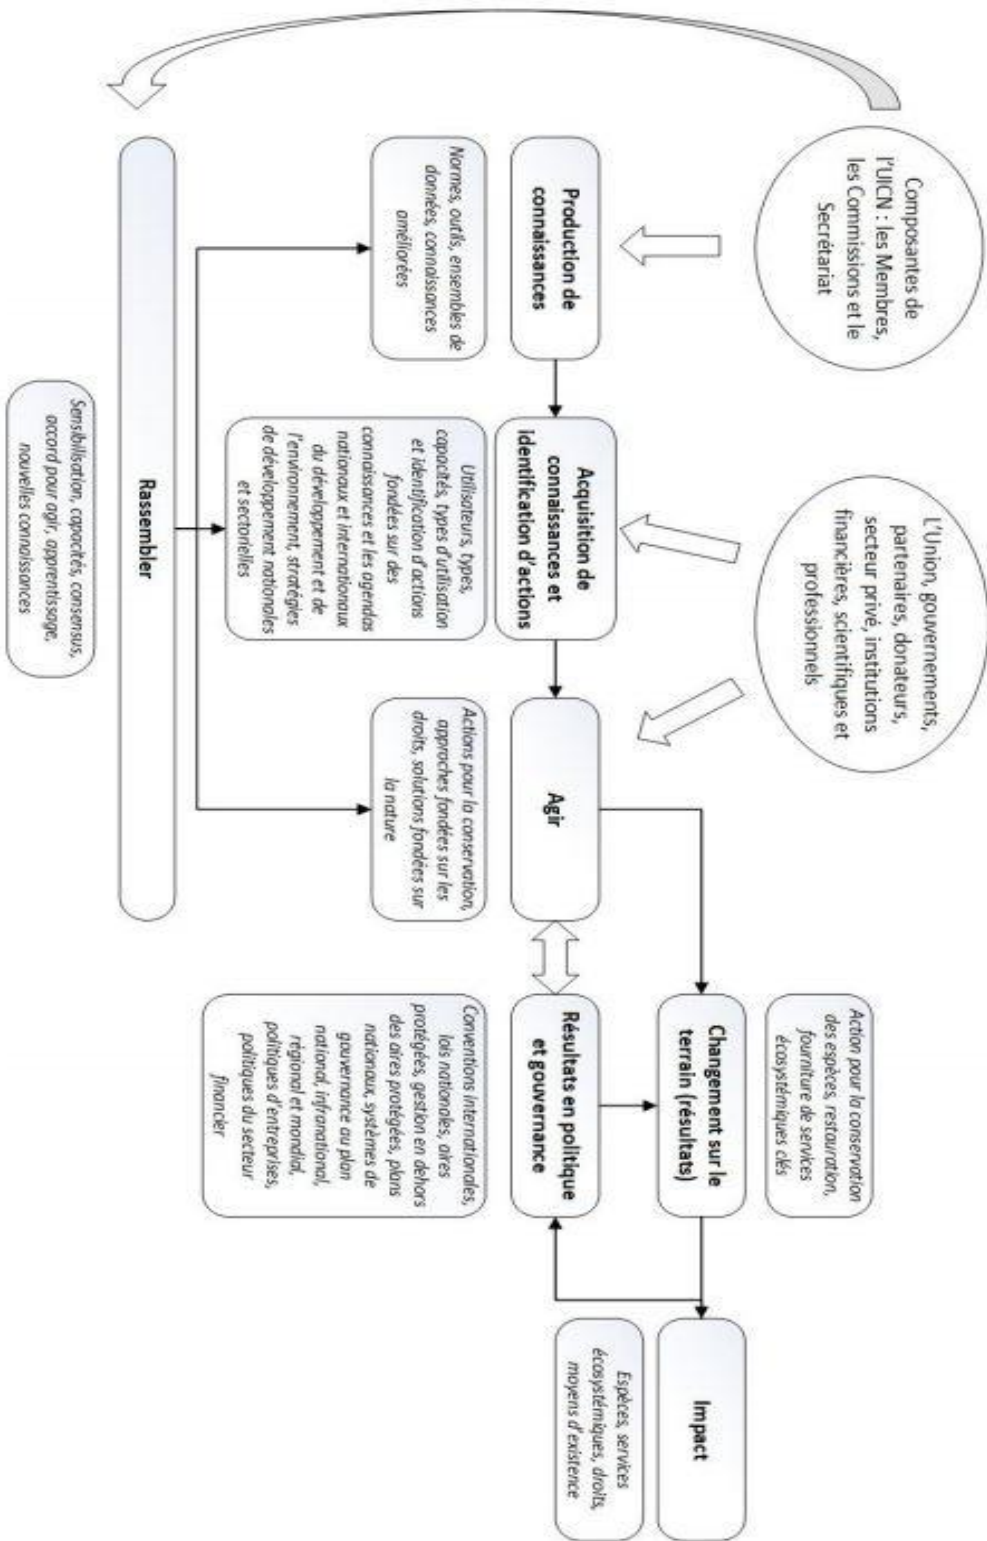 Composantes de
l'UICN : les Membres,
les Commissions et le
Secrétariat
L'Union, gouvernements,
partenaires, donateurs,
secteur privé, institutions
financières, scientifiques et
professionnels
Action pour la conservation
des espèces, restauration,
fourniture de services
écosystémiques clés
Changement sur le
terrain (résultats)
Impact
Espèces, services
écosystémiques, droits,
moyens d'existence
Production de
connaissances
Acquisition de
connaissances et
identification d'actions
Agir
Résultats en politique
et gouvernance
Normes, outils, ensembles de
données, connaissances
améliorées
Utilisateurs, types,
capacités, types d'utilisation
et identification d'actions
fondées sur des
connaissances et les agendas
nationaux et internationaux
du développement et de
l'environnement, stratégies
de développement nationales
et sectorielles
Actions pour la conservation,
approches fondées sur les
droits, solutions fondées sur
la nature
Conventions internationales,
lois nationales, aires
protégées, gestion en dehors
des aires protégées, plans
nationaux, systèmes de
gouvernance au plan
national, infranational,
régional et mondial,
politiques d'entreprises,
politiques du secteur
financier
Rassembler
Sensibilisation, capacités, consensus,
accord pour agir, apprentissage,
nouvelles connaissances